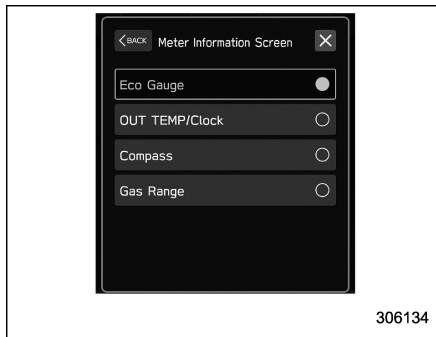 BACK Meter Information Screen
Eco Gauge
OUT TEMP/Clock
Compass
Gas Range
306134